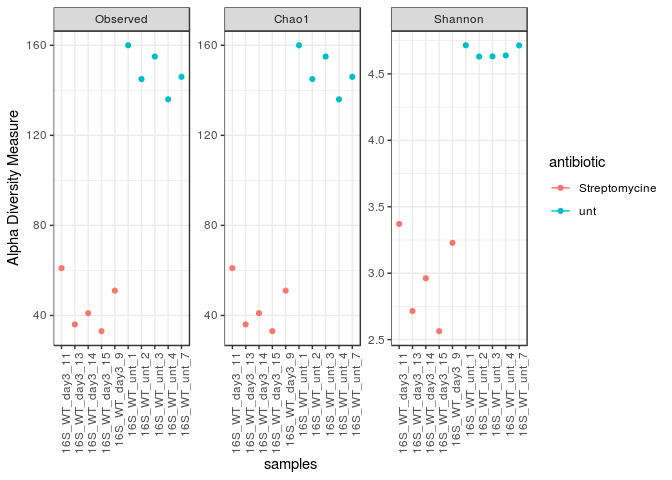 Observed
Chao1
Shannon
Alpha Diversity Measure
160
120
80
40
160
120
80
40
4.5
4.0
3.5
3.0
2.5
16S_WT_day3_11
16S_WT_day3_13
16S_WT_day3_14
16S_WT_day3_15
16S_WT_day3_9
16S_WT_unt_1
16S_WT_unt_2
16S_WT_unt_3
16S_WT_unt_4
16S_WT_unt_7
16S_WT_day3_11
16S_WT_day3_13
16S_WT_day3_14
16S_WT_day3_15
16S_WT_day3_9
16S_WT_unt_1
16S_WT_unt_2
16S_WT_unt_3
16S_WT_unt_4
16S_WT_unt_7
16S_WT_day3_11
16S_WT_day3_13
16S_WT_day3_14
16S_WT_day3_15
16S_WT_day3_9
16S_WT_unt_1
16S_WT_unt_2
16S_WT_unt_3
16S_WT_unt_4
16S_WT_unt_7
samples
antibiotic
Streptomycine
unt